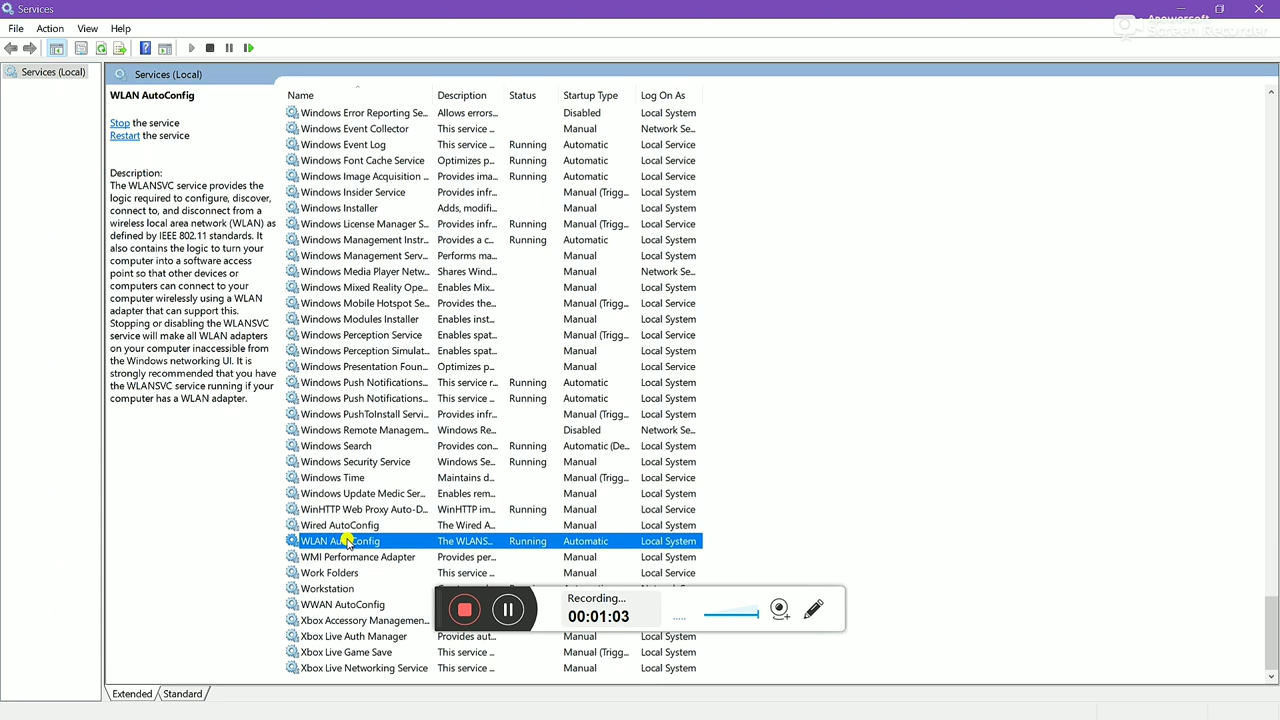 Services
Apowersoft
Screen Recorder
File Action View Help
Services (Local)
Services (Local)
WLAN AutoConfig
Stop the service
Restart the service
Description:
The WLANSVC service provides the
logic required to configure, discover,
connect to, and disconnect from a
wireless local area network (WLAN) as
defined by IEEE 802.11 standards. It
also contains the logic to turn your
computer into a software access
point so that other devices or
computers can connect to your
computer wirelessly using a WLAN
adapter that can support this.
Stopping or disabling the WLANSVC
service will make all WLAN adapters
on your computer inaccessible from
the Windows networking UI. It is
strongly recommended that you have
the WLANSVC service running if your
computer has a WLAN adapter.
Name Description Status Startup Type Log On As
Windows Error Reporting Se... Allows errors... Disabled Local System
Windows Event Collector This service ... Manual Network Se...
Windows Event Log This service ... Running Automatic Local Service
Windows Font Cache Service Optimizes p... Running Automatic Local Service
Windows Image Acquisition ... Provides ima... Running Automatic Local Service
Windows Insider Service Provides infr... Manual (Trigg... Local System
Windows Installer Adds, modifi... Manual Local System
Windows License Manager S... Provides infr... Running Manual (Trigg... Local Service
Windows Management Instr... Provides a c... Running Automatic Local System
Windows Management Serv... Performs ma... Manual Local System
Windows Media Player Netw... Shares Wind... Manual Network Se...
Windows Mixed Reality Ope... Enables Mix... Manual Local System
Windows Mobile Hotspot Se... Provides the... Manual (Trigg... Local Service
Windows Modules Installer Enables inst... Manual Local System
Windows Perception Service Enables spat... Manual (Trigg... Local Service
Windows Perception Simulat... Enables spat... Manual Local System
Windows Presentation Foun... Optimizes p... Manual Local Service
Windows Push Notifications... This service r... Running Automatic Local System
Windows Push Notifications... This service ... Running Automatic Local System
Windows PushToInstall Servi... Provides infr... Manual (Trigg... Local System
Windows Remote Managem... Windows Re... Disabled Network Se...
Windows Search Provides con... Running Automatic (De... Local System
Windows Security Service Windows Se... Running Manual Local System
Windows Time Maintains d... Manual (Trigg... Local Service
Windows Update Medic Ser... Enables rem... Manual Local System
WinHTTP Web Proxy Auto-D... WinHTTP im... Running Manual Local Service
Wired AutoConfig The Wired A... Manual Local System
WLAN AutoConfig The WLANS... Running Automatic Local System
WMI Performance Adapter Provides per... Manual Local System
Work Folders This service ... Manual Local Service
Workstation
WWAN AutoConfig
Xbox Accessory Managemen...
Xbox Live Auth Manager Provides aut... Manual Local System
Xbox Live Game Save This service ... Manual (Trigg... Local System
Xbox Live Networking Service This service ... Manual Local System
Recording...
00:01:03
Extended Standard